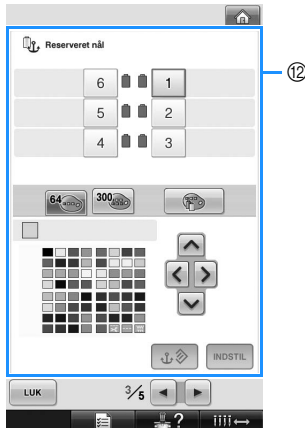 Reserveret nål
⑫
6 1
5 2
4 3
64 300
INDSTIL
LUK 3/5
?